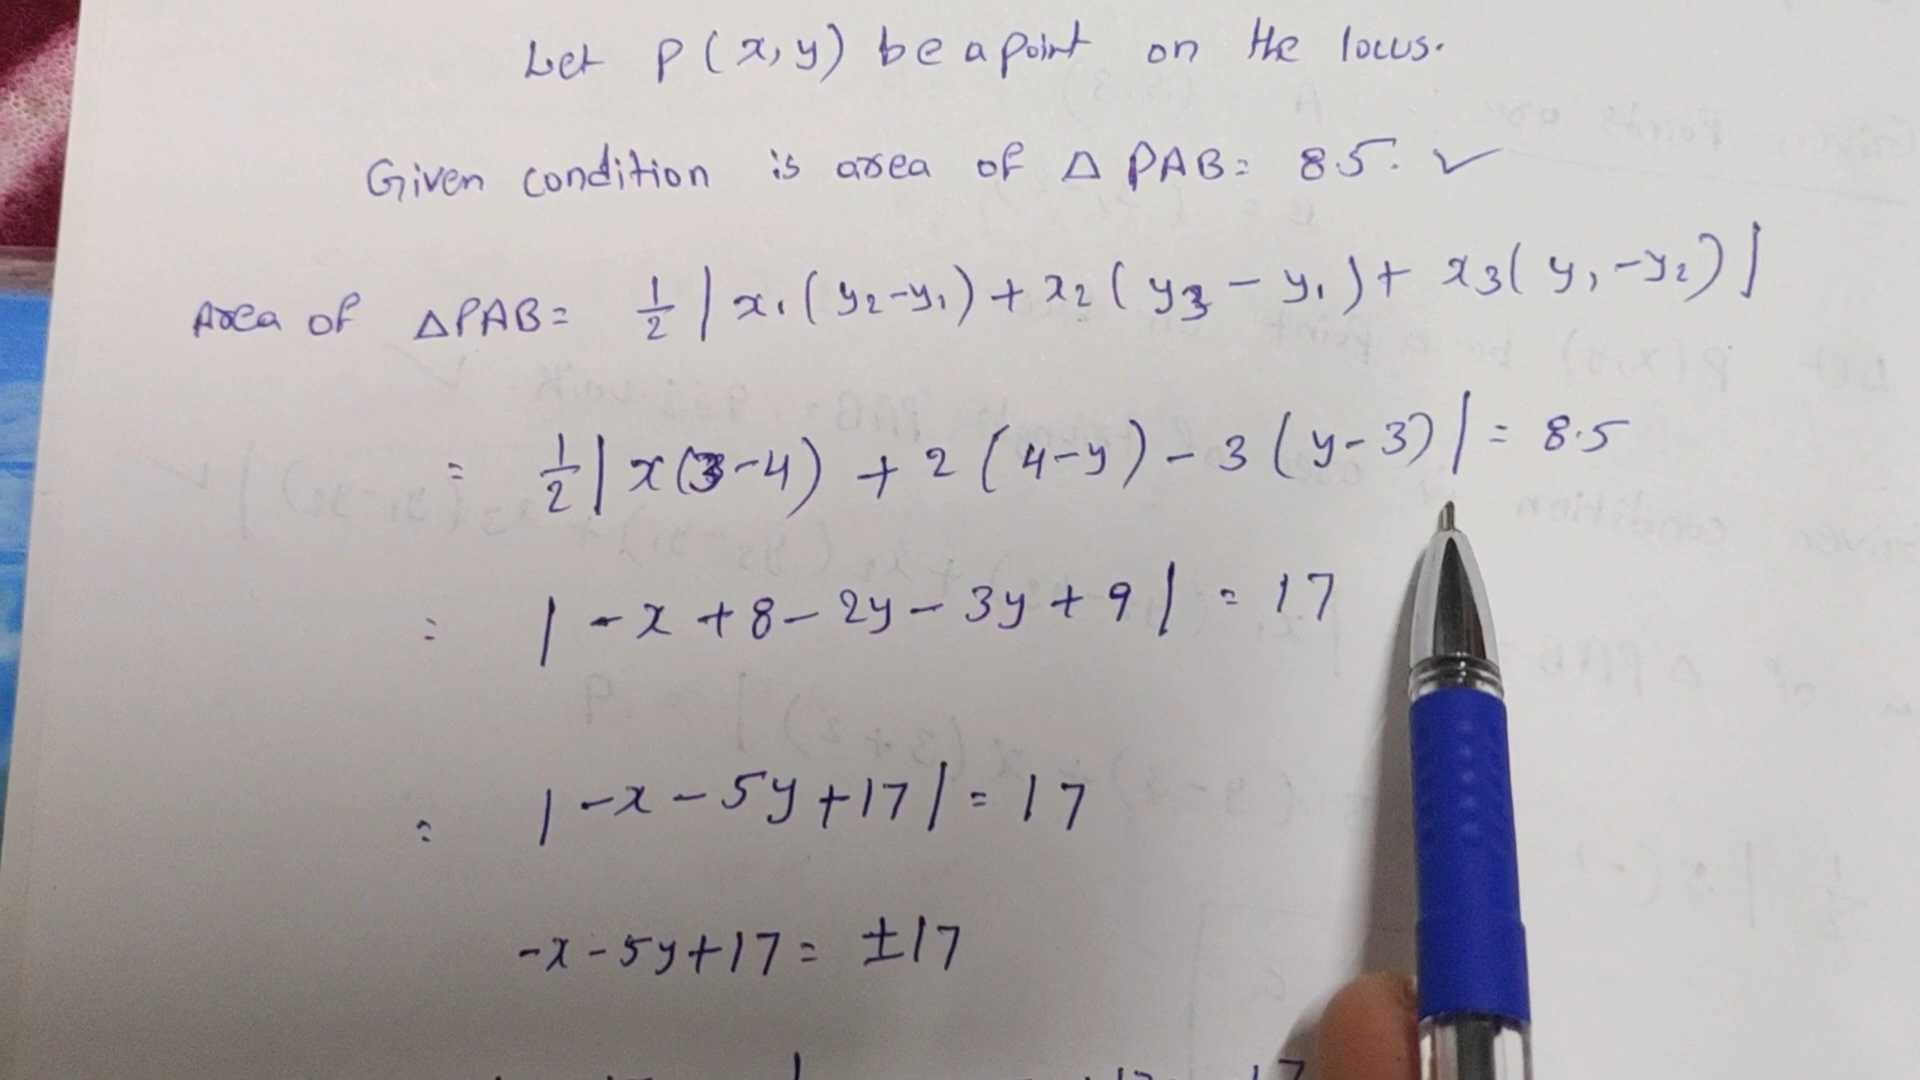 Let P(x,y) be a point on the locus.
Given condition is area of Δ PAB = 8.5. ✓
Area of ΔPAB = 1/2 | x₁(y₂-y₁) + x₂(y₃-y₁) + x₃(y₁-y₂) |
= 1/2 | x(3-4) + 2(4-y) - 3(y-3) | = 8.5
= | -x + 8 - 2y - 3y + 9 | = 17
= | -x - 5y + 17 | = 17
-x - 5y + 17 = ±17